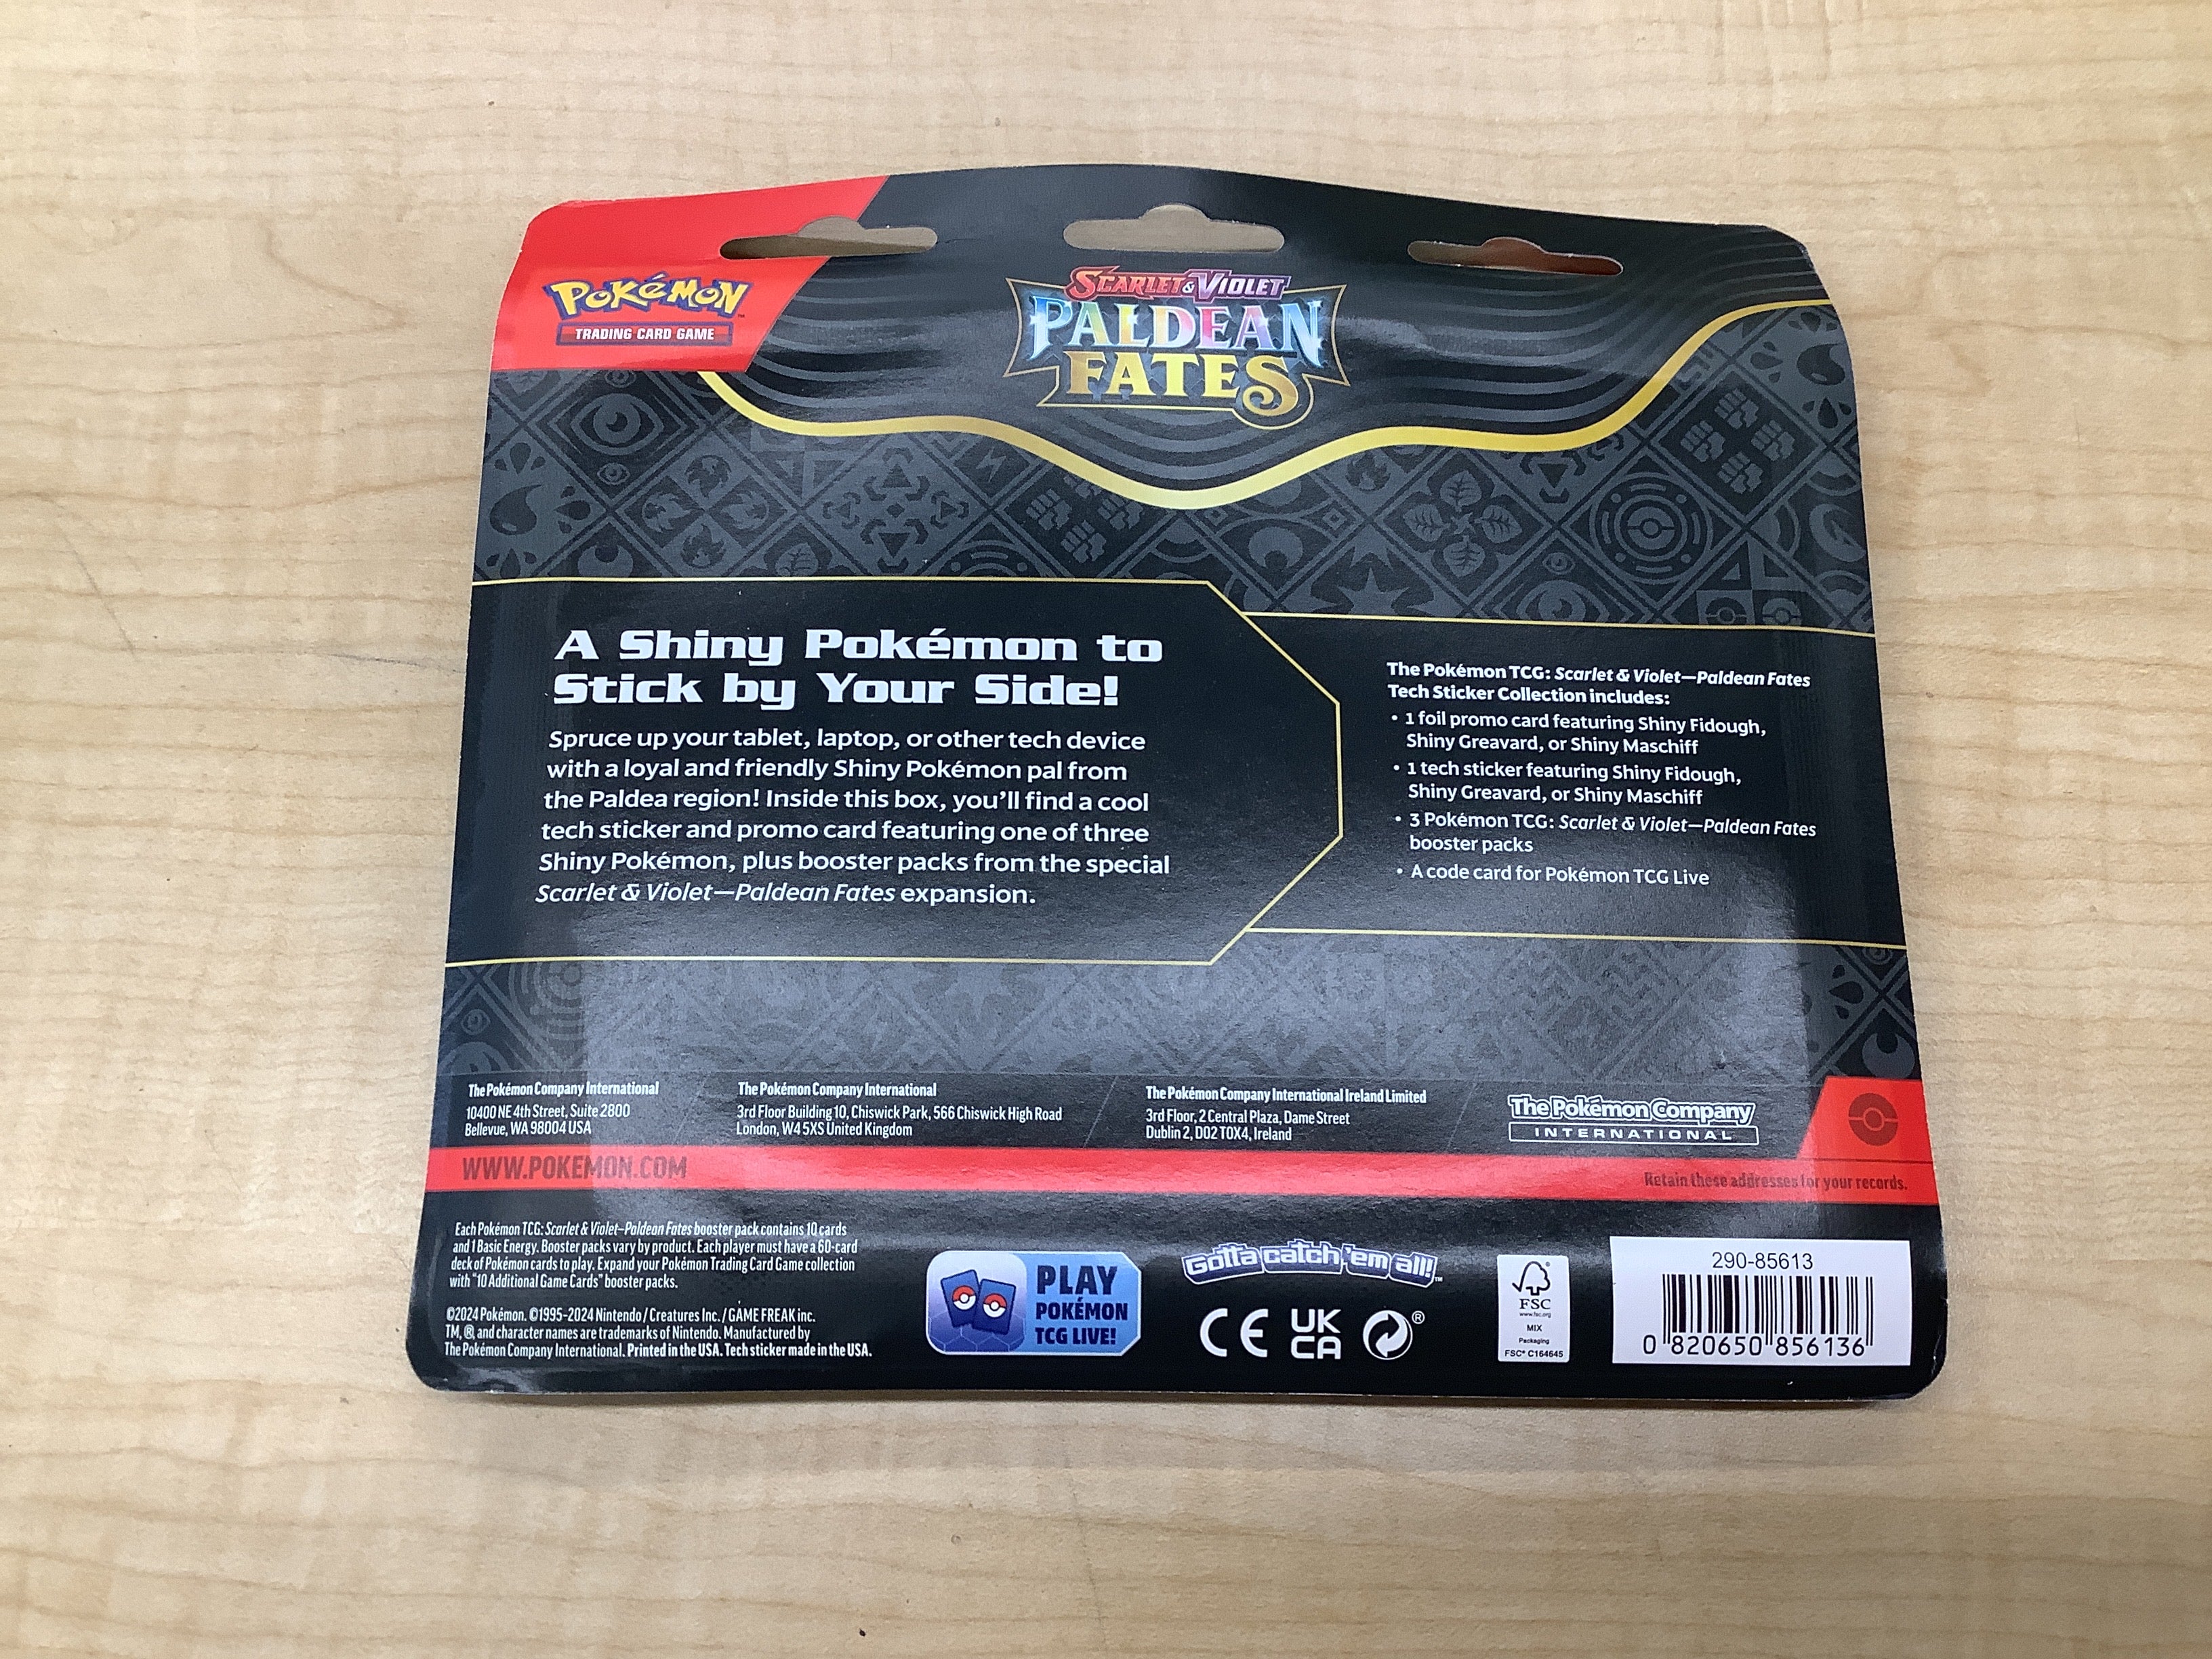 POKéMON
TM
TRADING CARD GAME
SCARLET & VIOLET
PALDEAN
FATES
A Shiny Pokémon to
Stick by Your Side!
Spruce up your tablet, laptop, or other tech device
with a loyal and friendly Shiny Pokémon pal from
the Paldea region! Inside this box, you'll find a cool
tech sticker and promo card featuring one of three
Shiny Pokémon, plus booster packs from the special
Scarlet & Violet—Paldean Fates expansion.
The Pokémon TCG: Scarlet & Violet—Paldean Fates
Tech Sticker Collection includes:
• 1 foil promo card featuring Shiny Fidough,
Shiny Greavard, or Shiny Maschiff
• 1 tech sticker featuring Shiny Fidough,
Shiny Greavard, or Shiny Maschiff
• 3 Pokémon TCG: Scarlet & Violet—Paldean Fates
booster packs
• A code card for Pokémon TCG Live
The Pokémon Company International
10400 NE 4th Street, Suite 2800
Bellevue, WA 98004 USA
The Pokémon Company International
3rd Floor Building 10, Chiswick Park, 566 Chiswick High Road
London, W4 5XS United Kingdom
The Pokémon Company International Ireland Limited
3rd Floor, 2 Central Plaza, Dame Street
Dublin 2, D02 T0X4, Ireland
The Pokémon Company
INTERNATIONAL
WWW.POKEMON.COM
Retain these addresses for your records.
Each Pokémon TCG: Scarlet & Violet—Paldean Fates booster pack contains 10 cards
and 1 Basic Energy. Booster packs vary by product. Each player must have a 60-card
deck of Pokémon cards to play. Expand your Pokémon Trading Card Game collection
with "10 Additional Game Cards" booster packs.
©2024 Pokémon. ©1995-2024 Nintendo / Creatures Inc. / GAME FREAK inc.
TM, ®, and character names are trademarks of Nintendo. Manufactured by
The Pokémon Company International. Printed in the USA. Tech sticker made in the USA.
PLAY
POKÉMON
TCG LIVE!
Gotta catch 'em all!™
CE
UK
CA
®
FSC
www.fsc.org
MIX
Packaging
FSC® C164645
290-85613
0 820650 856136